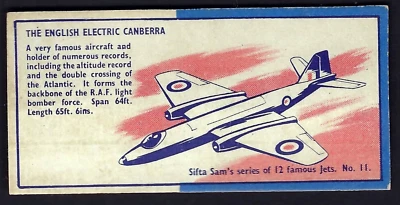 THE ENGLISH ELECTRIC CANBERRA
A very famous aircraft and
holder of numerous records,
including the altitude record
and the double crossing of
the Atlantic. It forms the
backbone of the R.A.F. light
bomber force. Span 64ft.
Length 65ft. 6ins.
Sifta Sam's series of 12 famous Jets. No. 11.